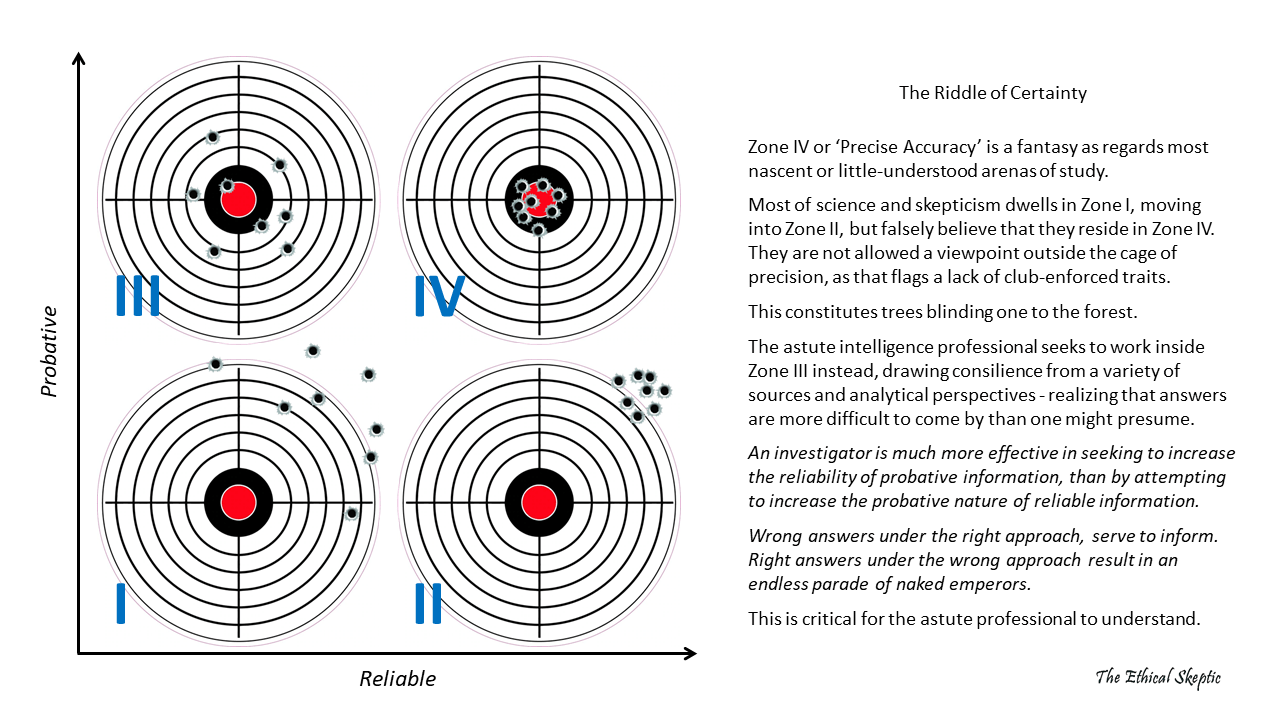 The Riddle of Certainty
Zone IV or ‘Precise Accuracy’ is a fantasy as regards most
nascent or little-understood arenas of study.
Most of science and skepticism dwells in Zone I, moving
into Zone II, but falsely believe that they reside in Zone IV.
They are not allowed a viewpoint outside the cage of
precision, as that flags a lack of club-enforced traits.
This constitutes trees blinding one to the forest.
The astute intelligence professional seeks to work inside
Zone III instead, drawing consilience from a variety of
sources and analytical perspectives - realizing that answers
are more difficult to come by than one might presume.
An investigator is much more effective in seeking to increase
the reliability of probative information, than by attempting
to increase the probative nature of reliable information.
Wrong answers under the right approach, serve to inform.
Right answers under the wrong approach result in an
endless parade of naked emperors.
This is critical for the astute professional to understand.
The Ethical Skeptic
Probative
III
IV
I
II
Reliable